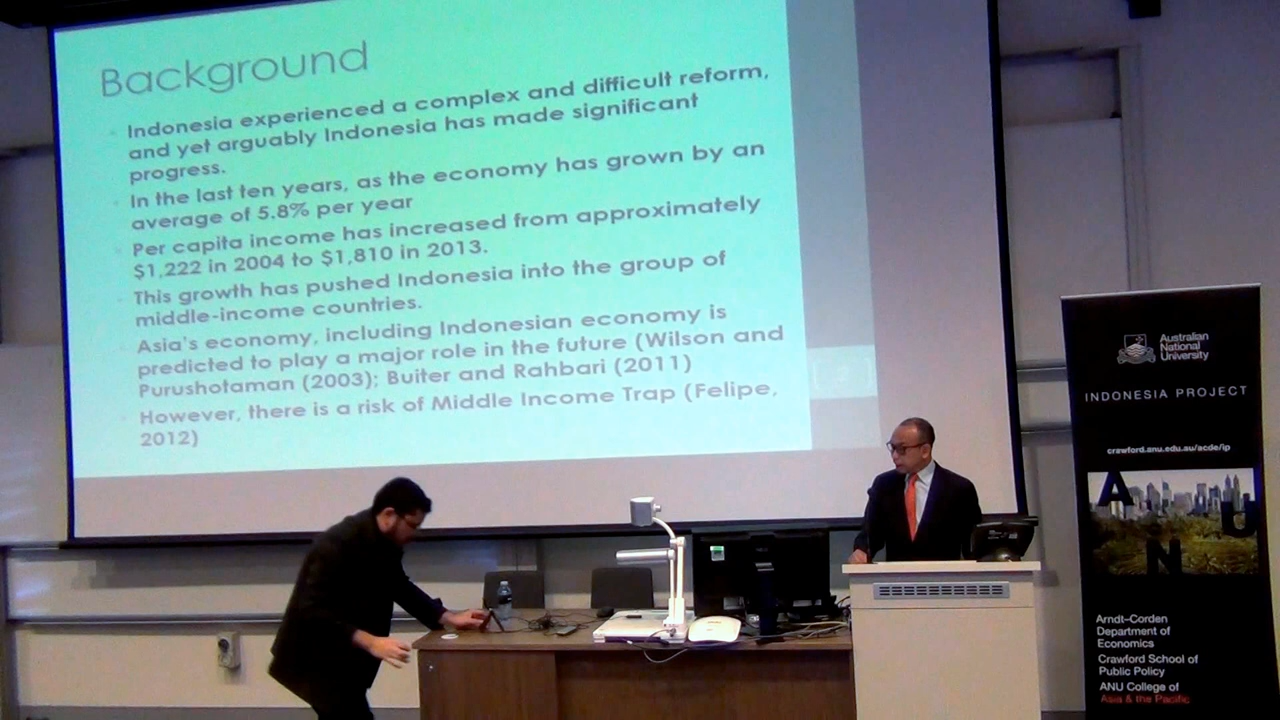 Background
Indonesia experienced a complex and difficult reform,
and yet arguably Indonesia has made significant
progress.
In the last ten years, as the economy has grown by an
average of 5.8% per year
Per capita income has increased from approximately
$1,222 in 2004 to $1,810 in 2013.
This growth has pushed Indonesia into the group of
middle-income countries.
Asia's economy, including Indonesian economy is
predicted to play a major role in the future (Wilson and
Purushotaman (2003); Buiter and Rahbari (2011)
However, there is a risk of Middle Income Trap (Felipe,
2012)
Australian
National
University
INDONESIA PROJECT
crawford.anu.edu.au/acde/ip
A
N
U
Arndt–Corden
Department of
Economics
Crawford School of
Public Policy
ANU College of
Asia & the Pacific